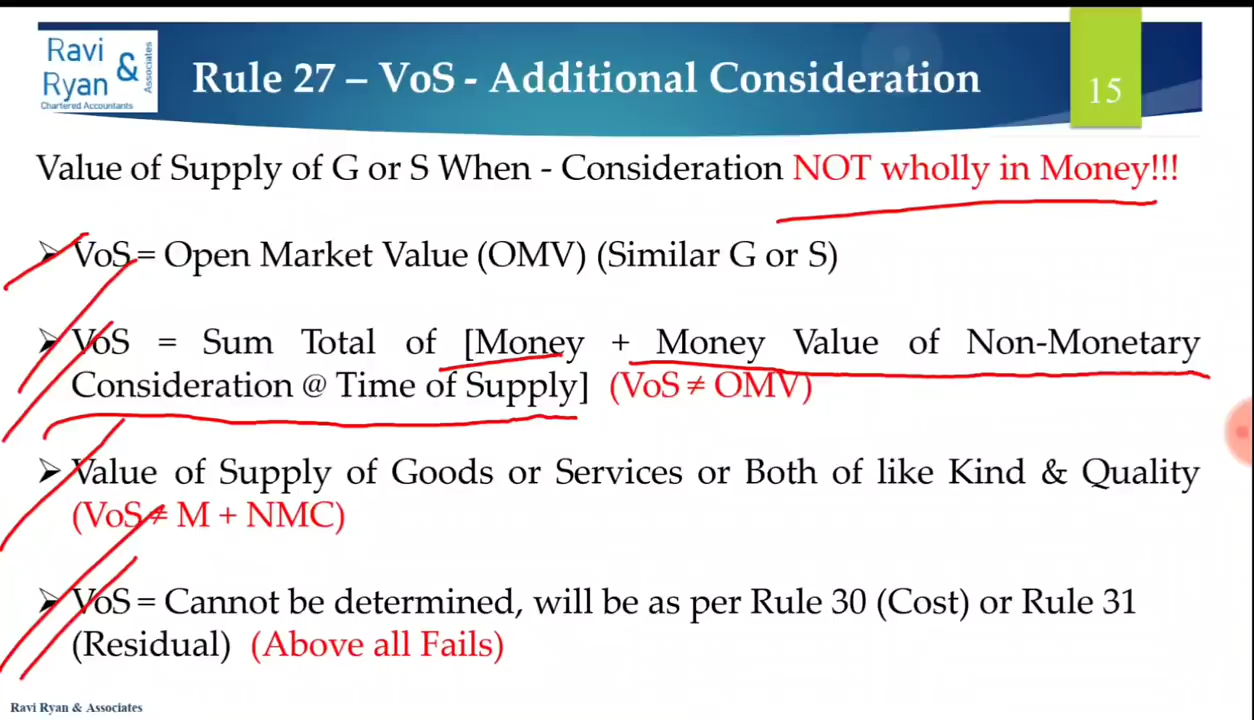 Ravi
&
Ryan
Associates
Chartered Accountants
Rule 27 – VoS - Additional Consideration
15
Value of Supply of G or S When - Consideration NOT wholly in Money!!!
➤ VoS = Open Market Value (OMV) (Similar G or S)
➤ VoS = Sum Total of [Money + Money Value of Non-Monetary
Consideration @ Time of Supply] (VoS ≠ OMV)
➤ Value of Supply of Goods or Services or Both of like Kind & Quality
(VoS ≠ M + NMC)
➤ VoS = Cannot be determined, will be as per Rule 30 (Cost) or Rule 31
(Residual) (Above all Fails)
Ravi Ryan & Associates